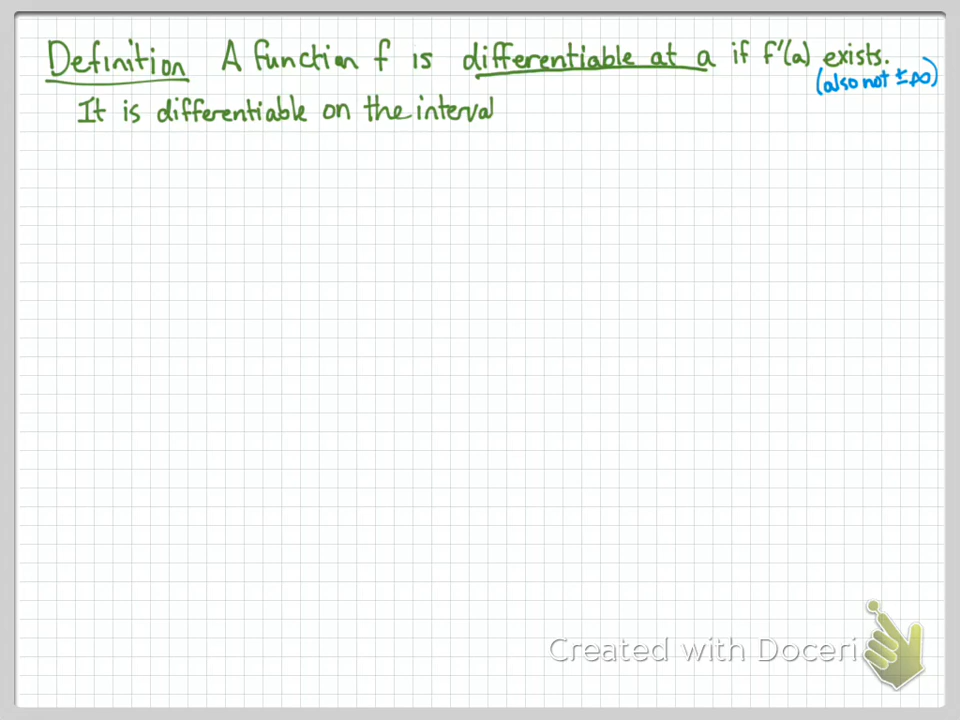 Definition A function f is differentiable at a if f'(a) exists.
(also not ±∞)
It is differentiable on the interval
Created with Doceri